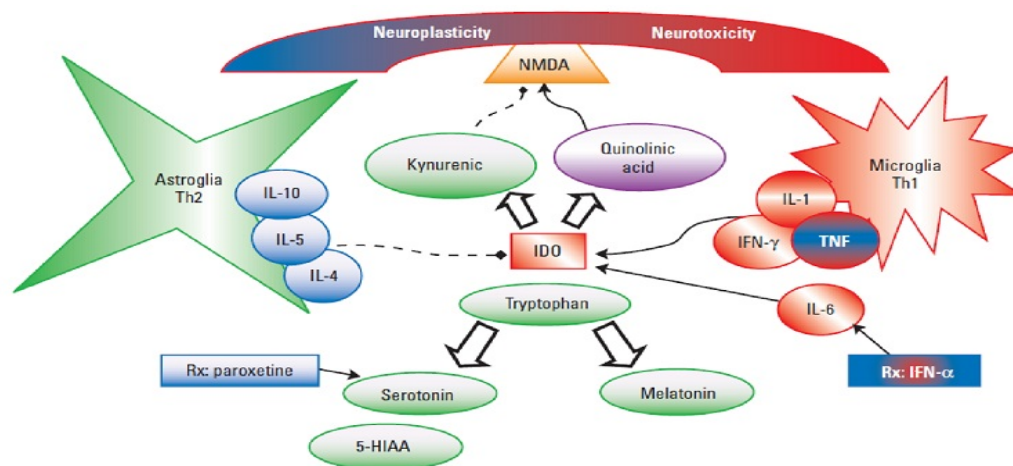 Neuroplasticity
Neurotoxicity
NMDA
Kynurenic
Quinolinic
acid
Astroglia
Th2
IL-10
IL-5
IL-4
Microglia
Th1
IL-1
IFN-γ
TNF
IDO
Tryptophan
IL-6
Rx: paroxetine
Rx: IFN-α
Serotonin
Melatonin
5-HIAA